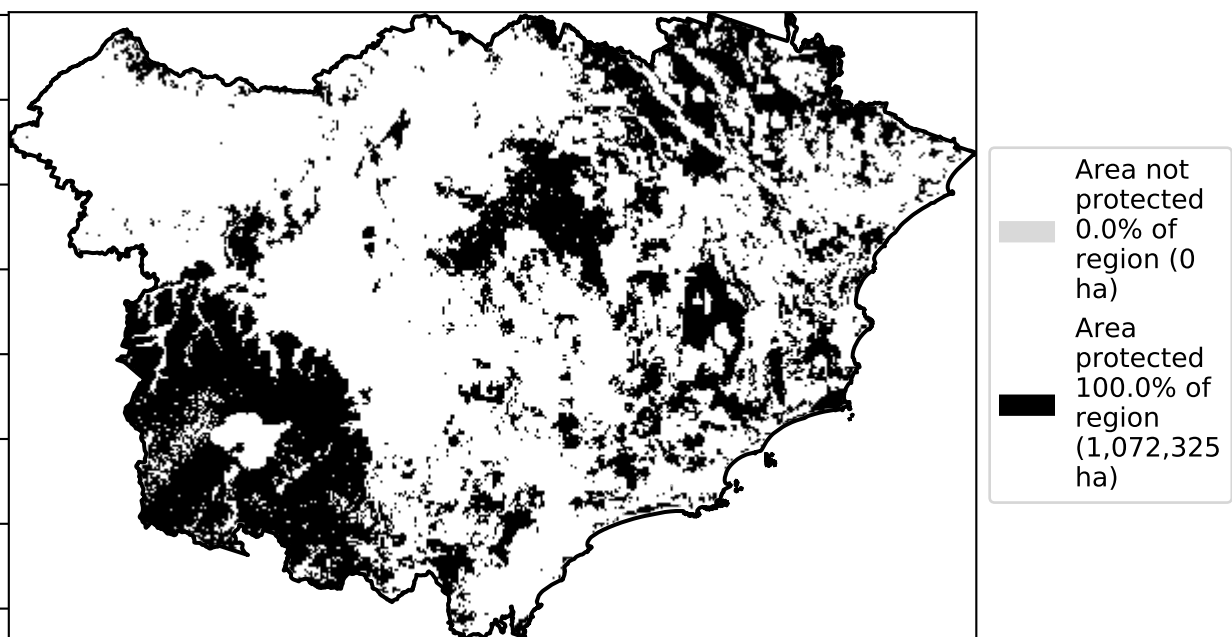 Area not
protected
0.0% of
region (0
ha)
Area
protected
100.0% of
region
(1,072,325
ha)